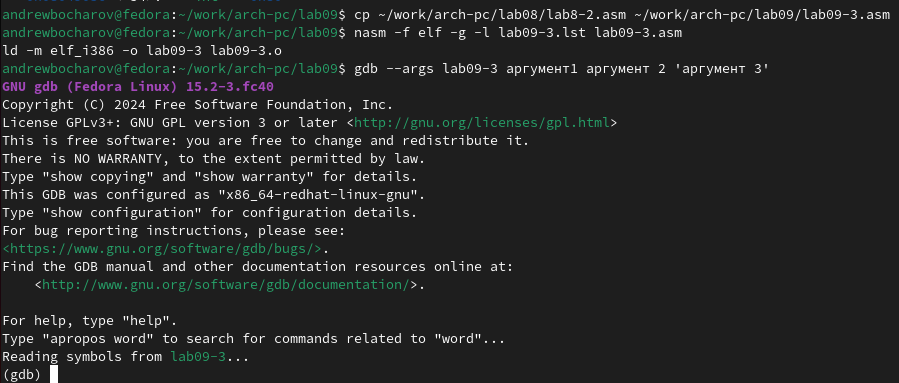 andrewbocharov@fedora:~/work/arch-pc/lab09$ cp ~/work/arch-pc/lab08/lab8-2.asm ~/work/arch-pc/lab09/lab09-3.asm
andrewbocharov@fedora:~/work/arch-pc/lab09$ nasm -f elf -g -l lab09-3.lst lab09-3.asm
ld -m elf_i386 -o lab09-3 lab09-3.o
andrewbocharov@fedora:~/work/arch-pc/lab09$ gdb --args lab09-3 аргумент1 аргумент 2 'аргумент 3'
GNU gdb (Fedora Linux) 15.2-3.fc40
Copyright (C) 2024 Free Software Foundation, Inc.
License GPLv3+: GNU GPL version 3 or later <http://gnu.org/licenses/gpl.html>
This is free software: you are free to change and redistribute it.
There is NO WARRANTY, to the extent permitted by law.
Type "show copying" and "show warranty" for details.
This GDB was configured as "x86_64-redhat-linux-gnu".
Type "show configuration" for configuration details.
For bug reporting instructions, please see:
<https://www.gnu.org/software/gdb/bugs/>.
Find the GDB manual and other documentation resources online at:
    <http://www.gnu.org/software/gdb/documentation/>.

For help, type "help".
Type "apropos word" to search for commands related to "word"...
Reading symbols from lab09-3...
(gdb)